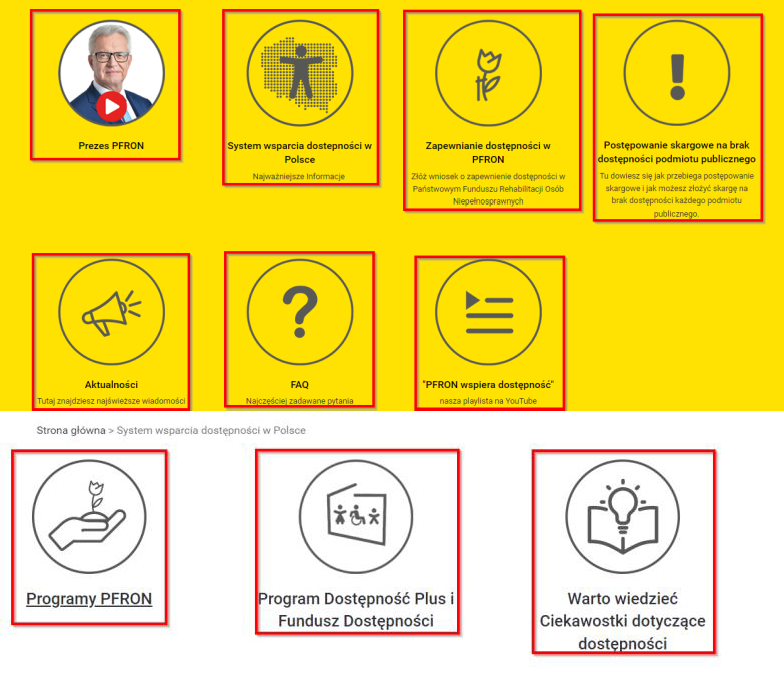 Prezes PFRON
System wsparcia dostepności w
Polsce
Najważniejsze Informacje
Zapewnianie dostępności w
PFRON
Złóż wniosek o zapewnienie dostępności w
Państwowym Funduszu Rehabilitacji Osób
Niepełnosprawnych
Postępowanie skargowe na brak
dostępności podmiotu publicznego
Tu dowiesz się jak przebiega postępowanie
skargowe i jak możesz złożyć skargę na
brak dostępności każdego podmiotu
publicznego.
Aktualności
Tutaj znajdziesz najświeższe wiadomości
FAQ
Najczęściej zadawane pytania
"PFRON wspiera dostępność"
nasza playlista na YouTube
Strona główna > System wsparcia dostępności w Polsce
Programy PFRON
Program Dostępność Plus i
Fundusz Dostępności
Warto wiedzieć
Ciekawostki dotyczące
dostępności